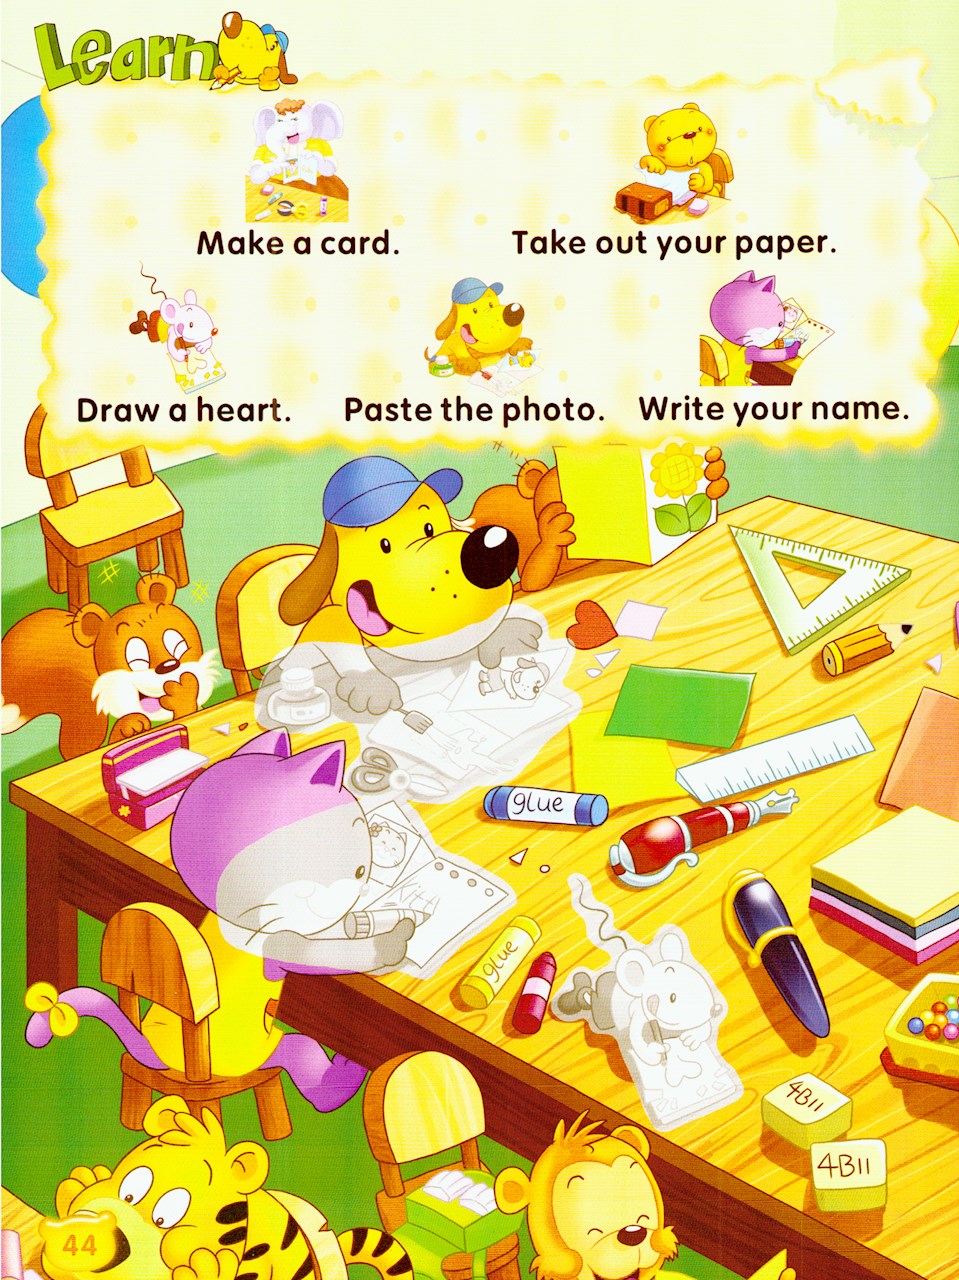 Learn
Make a card.
Take out your paper.
Draw a heart.
Paste the photo.
Write your name.
glue
glue
4B11
4B11
44